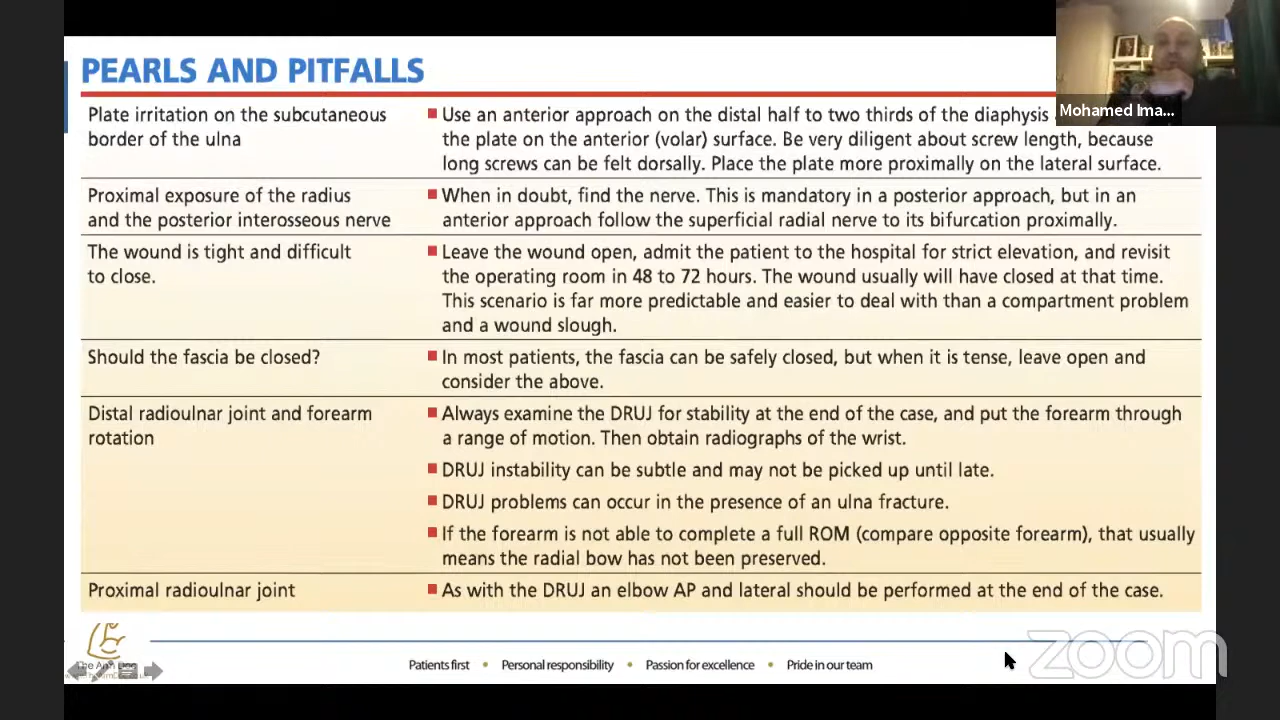 PEARLS AND PITFALLS
Mohamed Ima...
Plate irritation on the subcutaneous
border of the ulna
■ Use an anterior approach on the distal half to two thirds of the diaphysis
the plate on the anterior (volar) surface. Be very diligent about screw length, because
long screws can be felt dorsally. Place the plate more proximally on the lateral surface.
Proximal exposure of the radius
and the posterior interosseous nerve
■ When in doubt, find the nerve. This is mandatory in a posterior approach, but in an
anterior approach follow the superficial radial nerve to its bifurcation proximally.
The wound is tight and difficult
to close.
■ Leave the wound open, admit the patient to the hospital for strict elevation, and revisit
the operating room in 48 to 72 hours. The wound usually will have closed at that time.
This scenario is far more predictable and easier to deal with than a compartment problem
and a wound slough.
Should the fascia be closed?
■ In most patients, the fascia can be safely closed, but when it is tense, leave open and
consider the above.
Distal radioulnar joint and forearm
rotation
■ Always examine the DRUJ for stability at the end of the case, and put the forearm through
a range of motion. Then obtain radiographs of the wrist.
■ DRUJ instability can be subtle and may not be picked up until late.
■ DRUJ problems can occur in the presence of an ulna fracture.
■ If the forearm is not able to complete a full ROM (compare opposite forearm), that usually
means the radial bow has not been preserved.
Proximal radioulnar joint
■ As with the DRUJ an elbow AP and lateral should be performed at the end of the case.
Patients first • Personal responsibility • Passion for excellence • Pride in our team
zoom